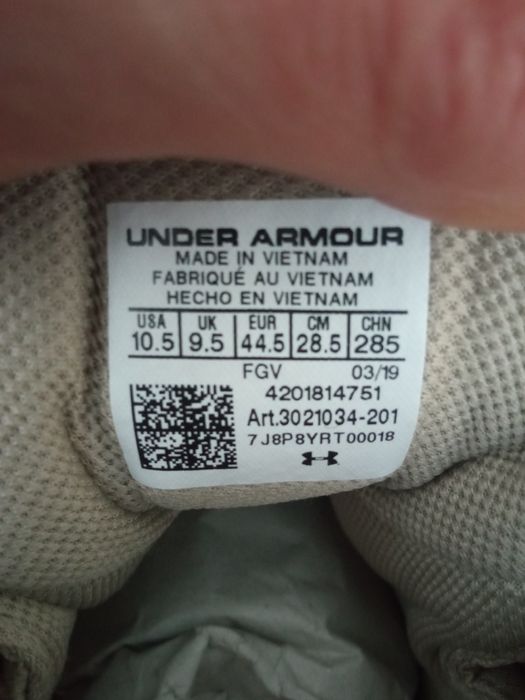 UNDER ARMOUR
MADE IN VIETNAM
FABRIQUÉ AU VIETNAM
HECHO EN VIETNAM
USA UK EUR CM CHN
10.5 9.5 44.5 28.5 285
FGV 03/19
4201814751
Art.3021034-201
7J8P8YRT00018